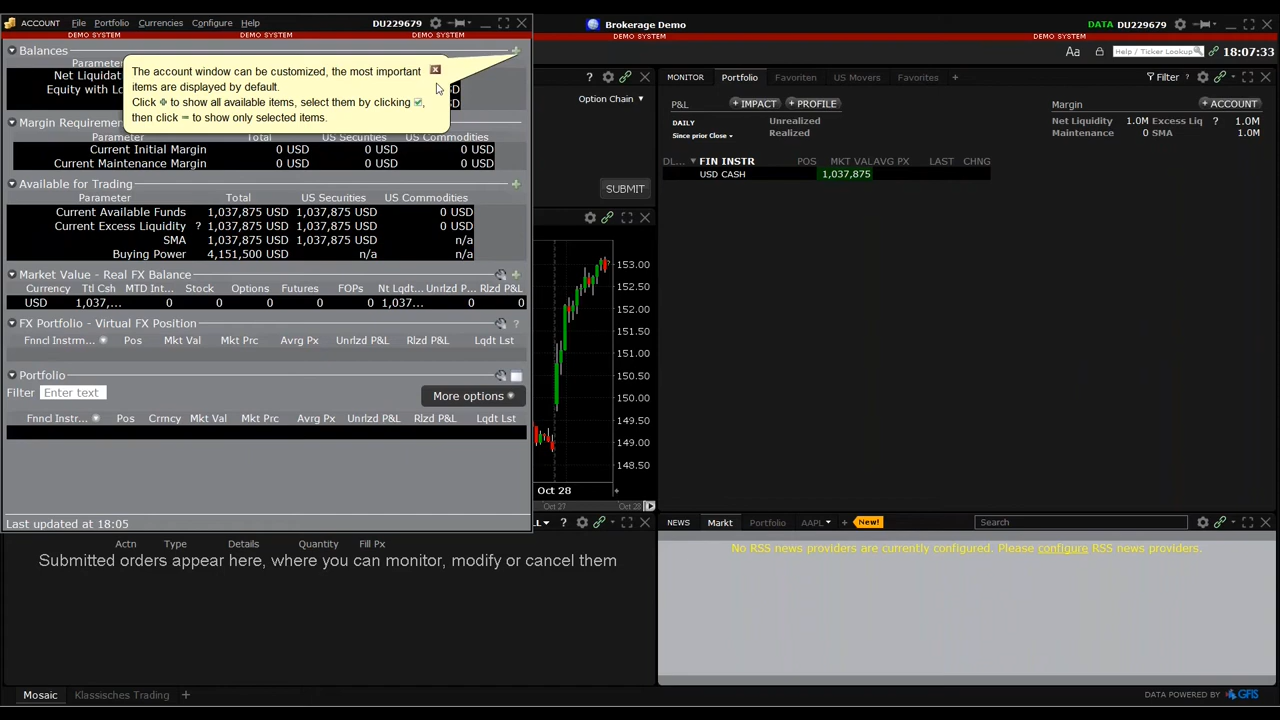 ACCOUNT File Portfolio Currencies Configure Help DU229679
DEMO SYSTEM DEMO SYSTEM DEMO SYSTEM
Balances
Parameter
Net Liquidat
Equity with Lo
The account window can be customized, the most important
items are displayed by default.
Click to show all available items, select them by clicking ,
then click = to show only selected items.
Margin Requirem
Parameter Total US Securities US Commodities
Current Initial Margin 0 USD 0 USD 0 USD
Current Maintenance Margin 0 USD 0 USD 0 USD
Available for Trading
Parameter Total US Securities US Commodities
Current Available Funds 1,037,875 USD 1,037,875 USD 0 USD
Current Excess Liquidity ? 1,037,875 USD 1,037,875 USD 0 USD
SMA 1,037,875 USD 1,037,875 USD n/a
Buying Power 4,151,500 USD n/a n/a
Market Value - Real FX Balance
Currency Ttl Csh MTD Int... Stock Options Futures FOPs Nt Lqdt... Unrlzd P... Rlzd P&L
USD 1,037,... 0 0 0 0 0 1,037... 0 0
FX Portfolio - Virtual FX Position ?
Fnncl Instrm... Pos Mkt Val Mkt Prc Avrg Px Unrlzd P&L Rlzd P&L Lqdt Lst
Portfolio
Filter Enter text More options
Fnncl Instr... Pos Crrncy Mkt Val Mkt Prc Avrg Px Unrlzd P&L Rlzd P&L Lqdt Lst
Last updated at 18:05
Brokerage Demo DATA DU229679
DEMO SYSTEM DEMO SYSTEM
Aa Help / Ticker Lookup 18:07:33
?
Option Chain
SUBMIT
153.00
152.50
152.00
151.50
151.00
150.50
150.00
149.50
149.00
148.50
Oct 28
Oct 27 Oct 28
MONITOR Portfolio Favoriten US Movers Favorites + Filter ?
P&L + IMPACT + PROFILE Margin + ACCOUNT
DAILY Unrealized Net Liquidity 1.0M Excess Liq ? 1.0M
Since prior Close Realized Maintenance 0 SMA 1.0M
DL... FIN INSTR POS MKT VAL AVG PX LAST CHNG
USD CASH 1,037,875
?
Actn Type Details Quantity Fill Px
Submitted orders appear here, where you can monitor, modify or cancel them
NEWS Markt Portfolio AAPL + New! Search
No RSS news providers are currently configured. Please configure RSS news providers.
Mosaic Klassisches Trading + DATA POWERED BY GFIS